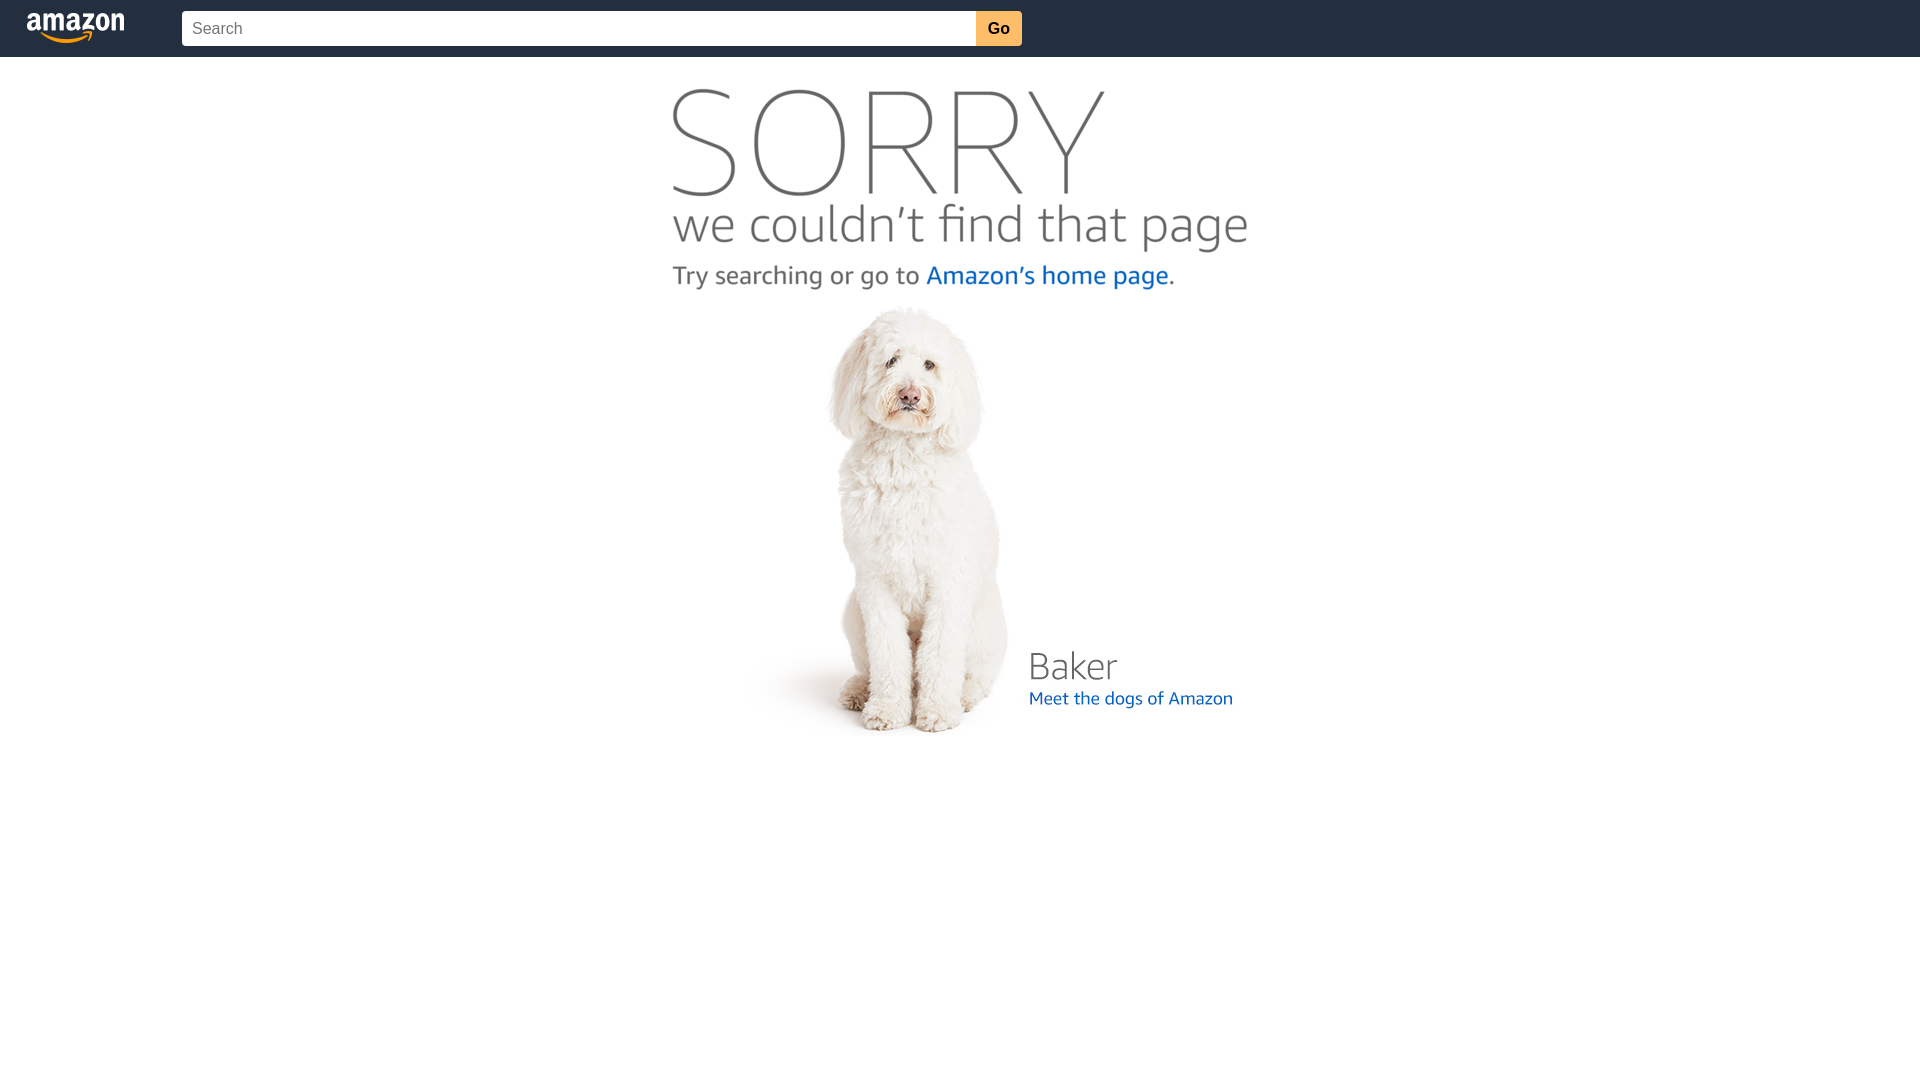 amazon
Search
Go
SORRY
we couldn't find that page
Try searching or go to Amazon's home page.
Baker
Meet the dogs of Amazon